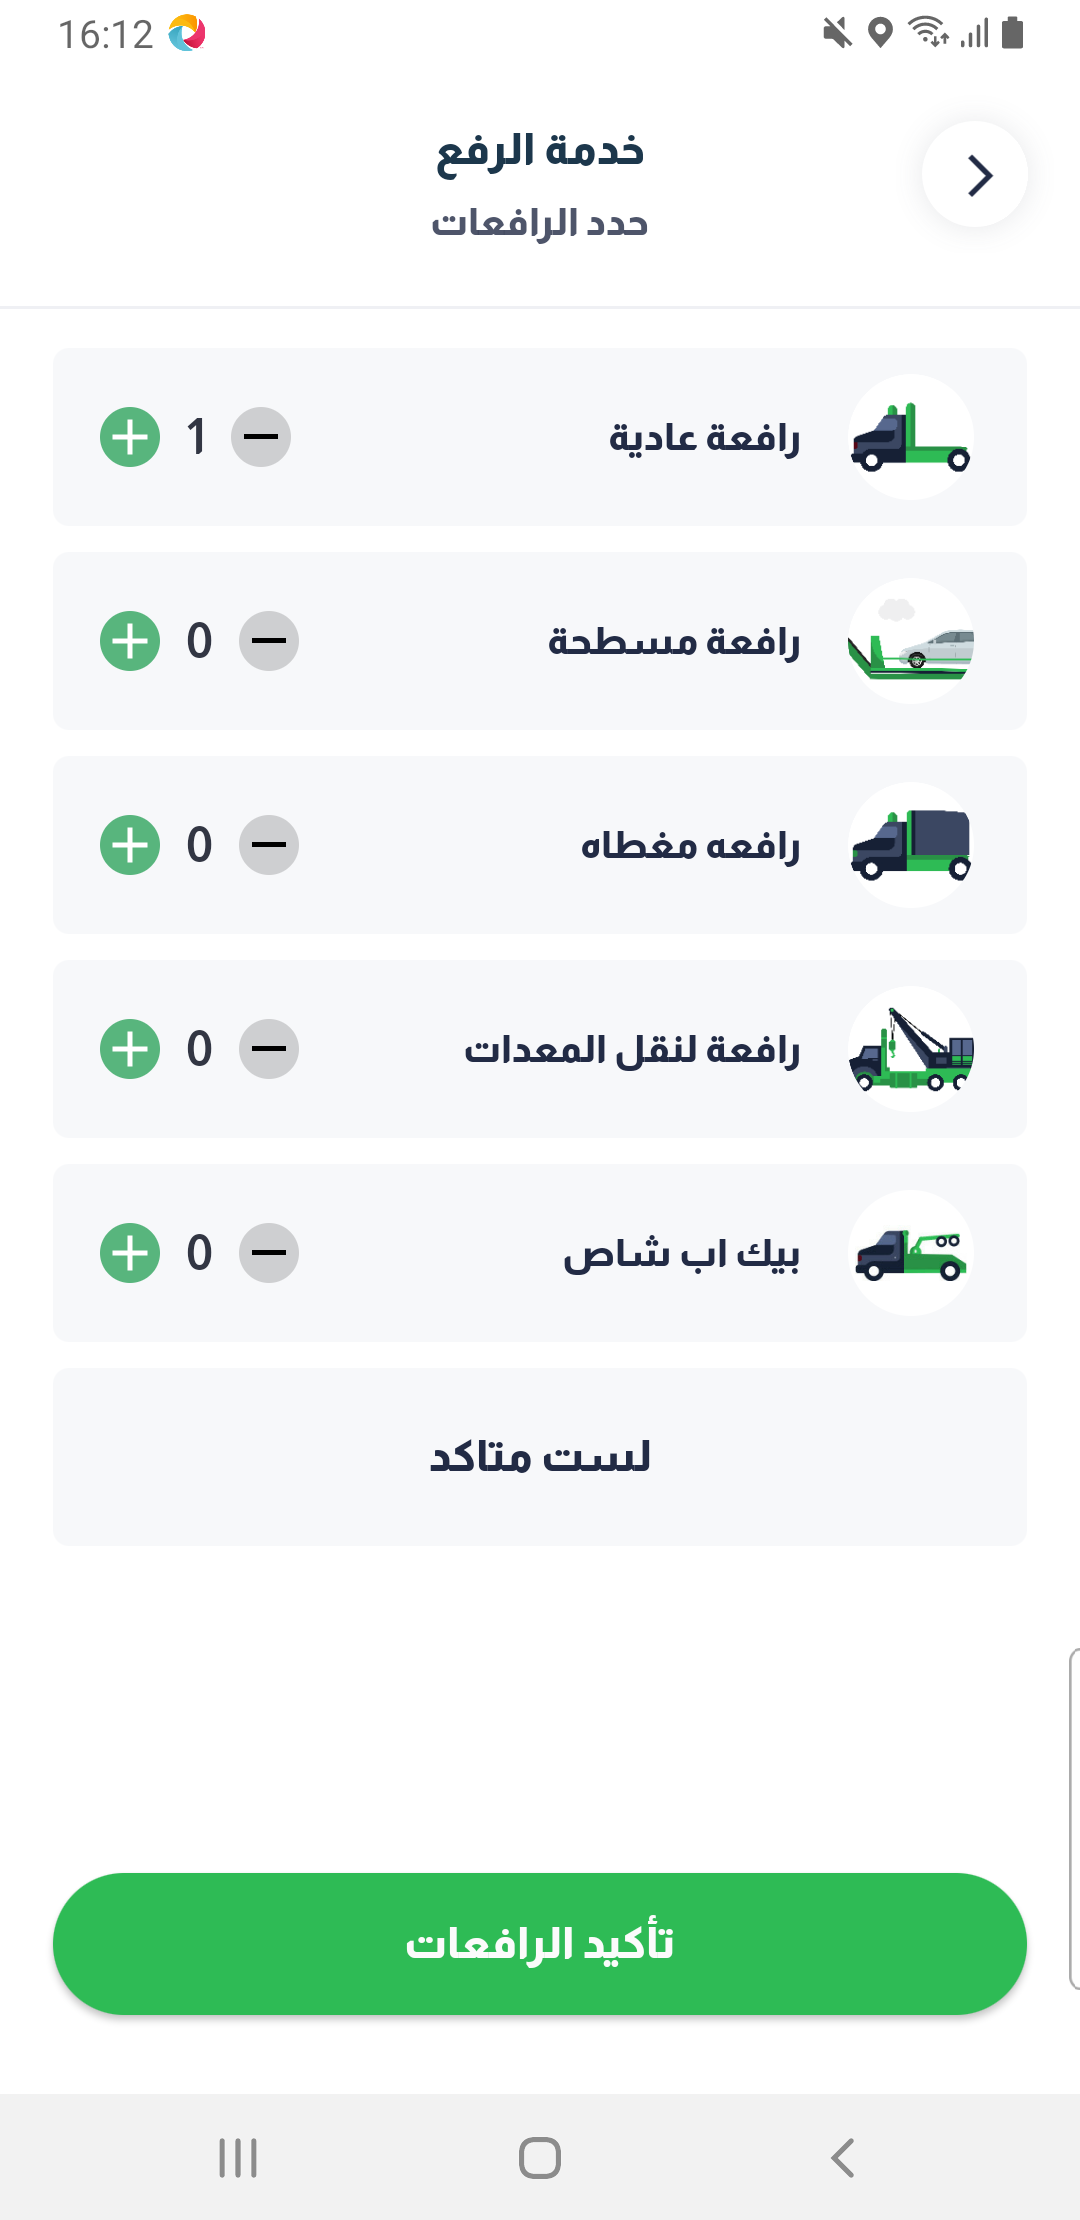 16:12
خدمة الرفع
حدد الرافعات
رافعة عادية
1
رافعة مسطحة
0
رافعه مغطاه
0
رافعة لنقل المعدات
0
بيك اب شاص
0
لست متاكد
تأكيد الرافعات